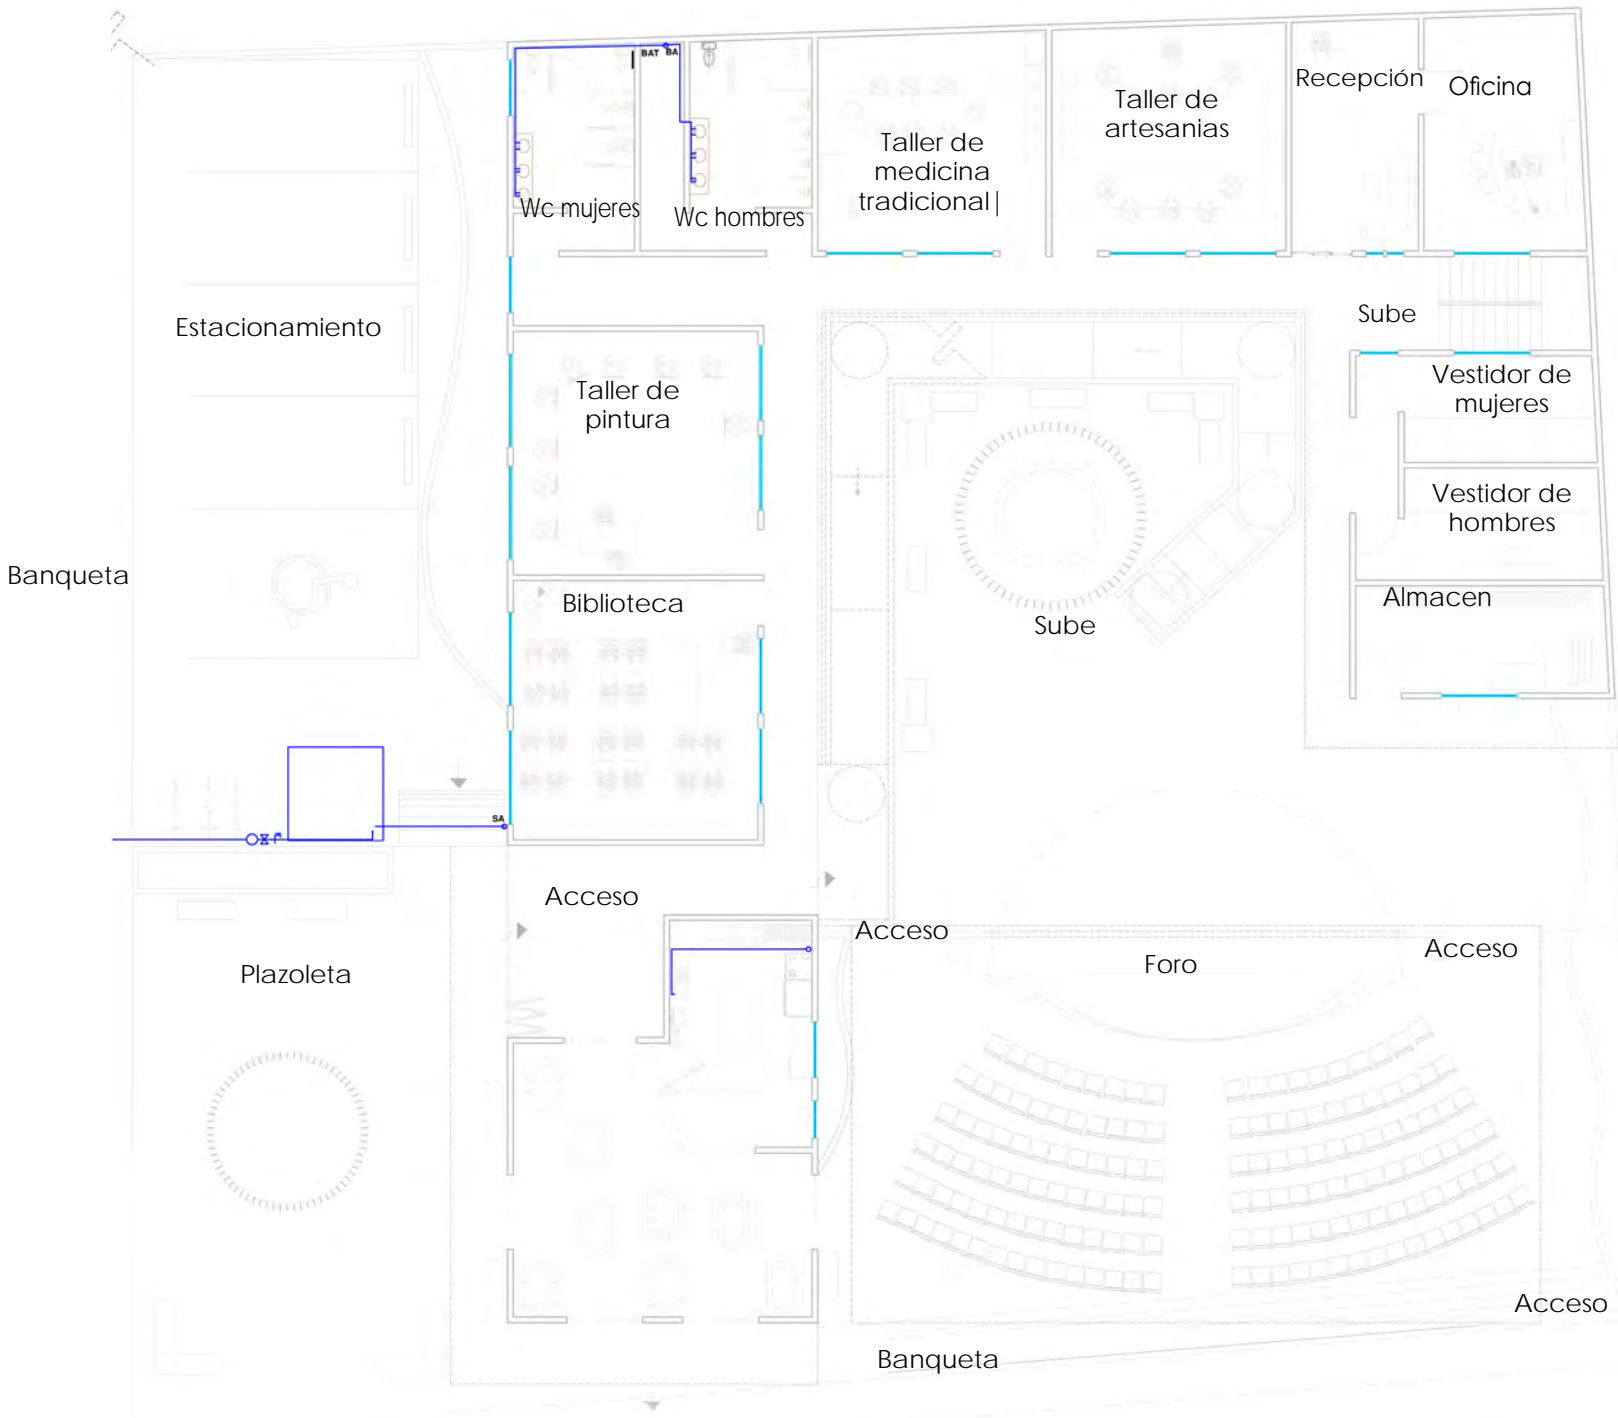 BAT BA
Recepción
Oficina
Taller de
artesanias
Taller de
medicina
tradicional|
Wc mujeres
Wc hombres
Estacionamiento
Sube
Taller de
pintura
Vestidor de
mujeres
Vestidor de
hombres
Banqueta
Biblioteca
Almacen
Sube
SA
Acceso
Acceso
Acceso
Plazoleta
Foro
Acceso
Banqueta